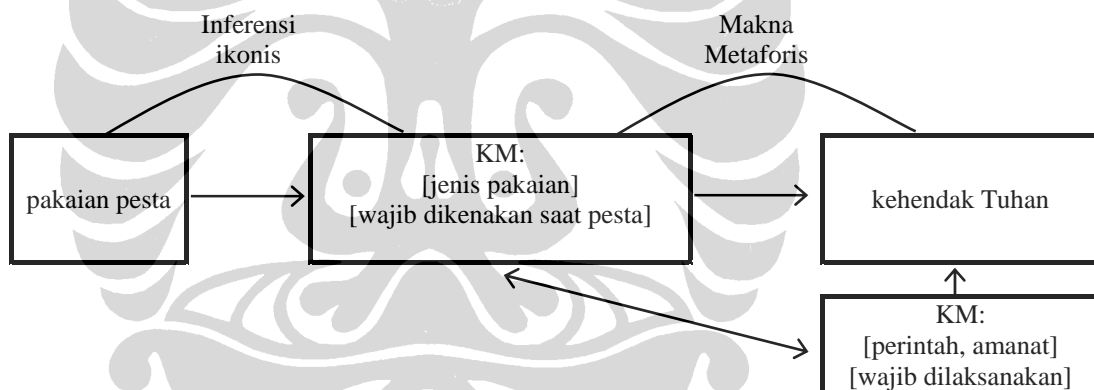 Inferensi
ikonis
Makna
Metaforis
pakaian pesta
KM:
[jenis pakaian]
[wajib dikenakan saat pesta]
kehendak Tuhan
KM:
[perintah, amanat]
[wajib dilaksanakan]